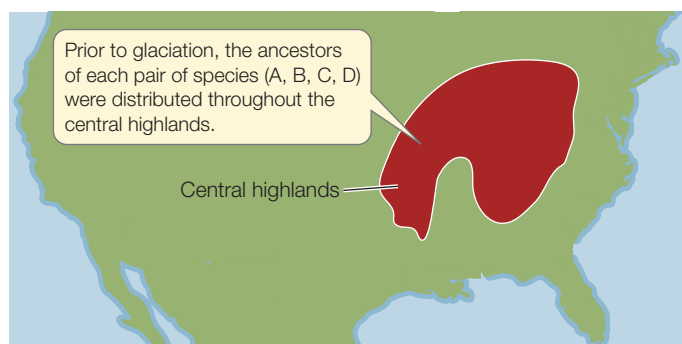 Prior to glaciation, the ancestors
of each pair of species (A, B, C, D)
were distributed throughout the
central highlands.
Central highlands